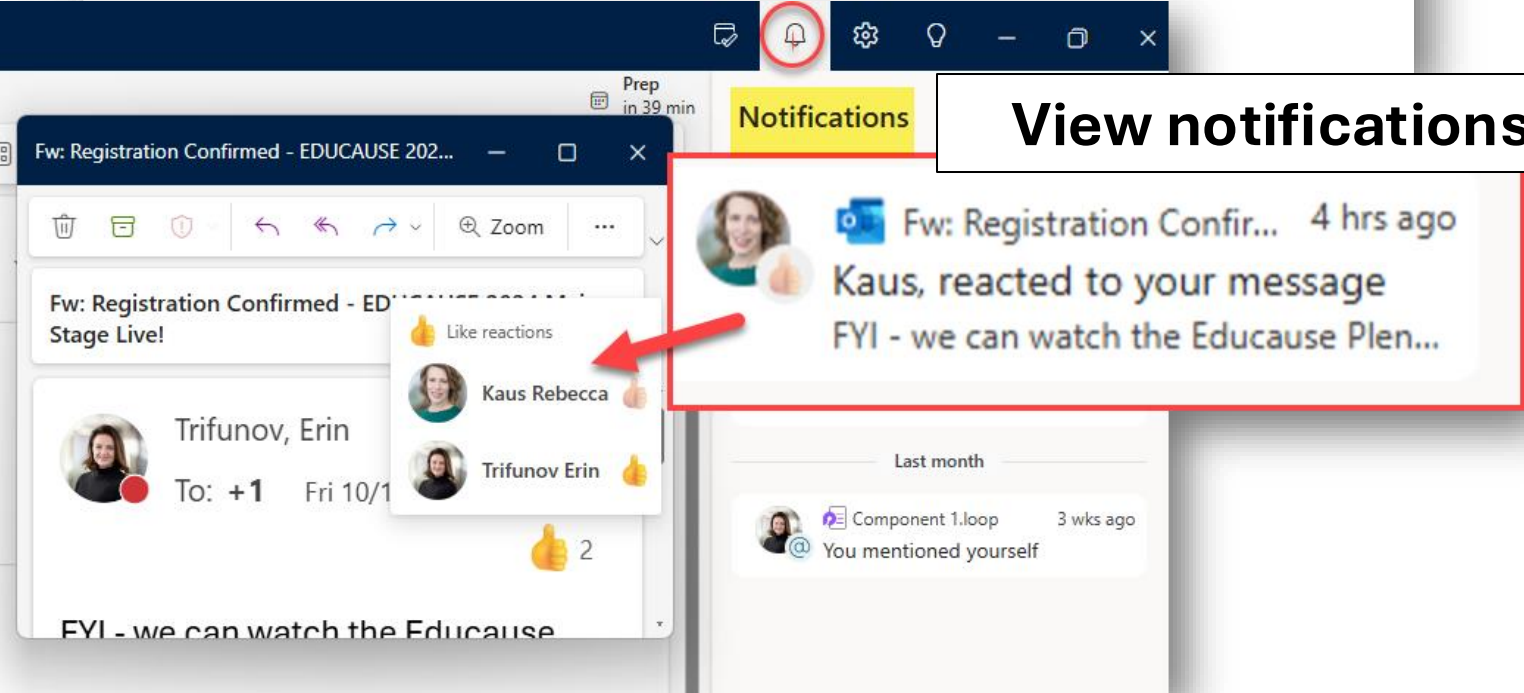 Prep
in 39 min
Notifications
View notifications
Fw: Registration Confirmed - EDUCAUSE 202...
Zoom
...
Fw: Registration Confir...
4 hrs ago
Kaus, reacted to your message
FYI - we can watch the Educause Plen...
Fw: Registration Confirmed -
Stage Live!
Like reactions
Kaus Rebecca
Trifunov Erin
Trifunov, Erin
To: +1
Fri 10/1
2
FYI - we can watch the Educause
Last month
Component 1.loop
3 wks ago
You mentioned yourself